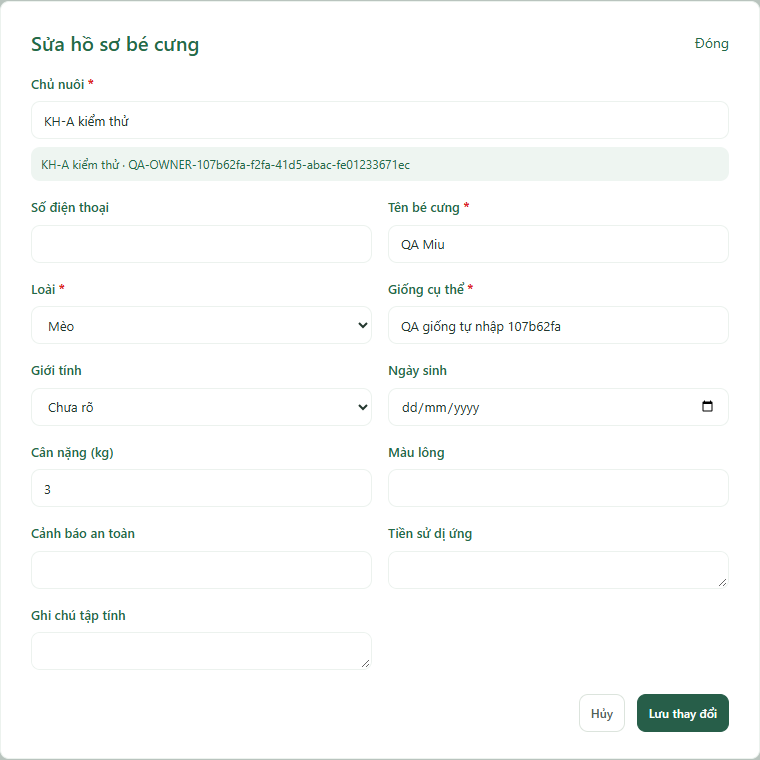 Sửa hồ sơ bé cưng
Đóng
Chủ nuôi *
KH-A kiểm thử
KH-A kiểm thử · QA-OWNER-107b62fa-f2fa-41d5-abac-fe01233671ec
Số điện thoại
Tên bé cưng *
QA Miu
Loài *
Giống cụ thể *
Mèo
QA giống tự nhập 107b62fa
Giới tính
Ngày sinh
Chưa rõ
dd/mm/yyyy
Cân nặng (kg)
Màu lông
3
Cảnh báo an toàn
Tiền sử dị ứng
Ghi chú tập tính
Hủy
Lưu thay đổi